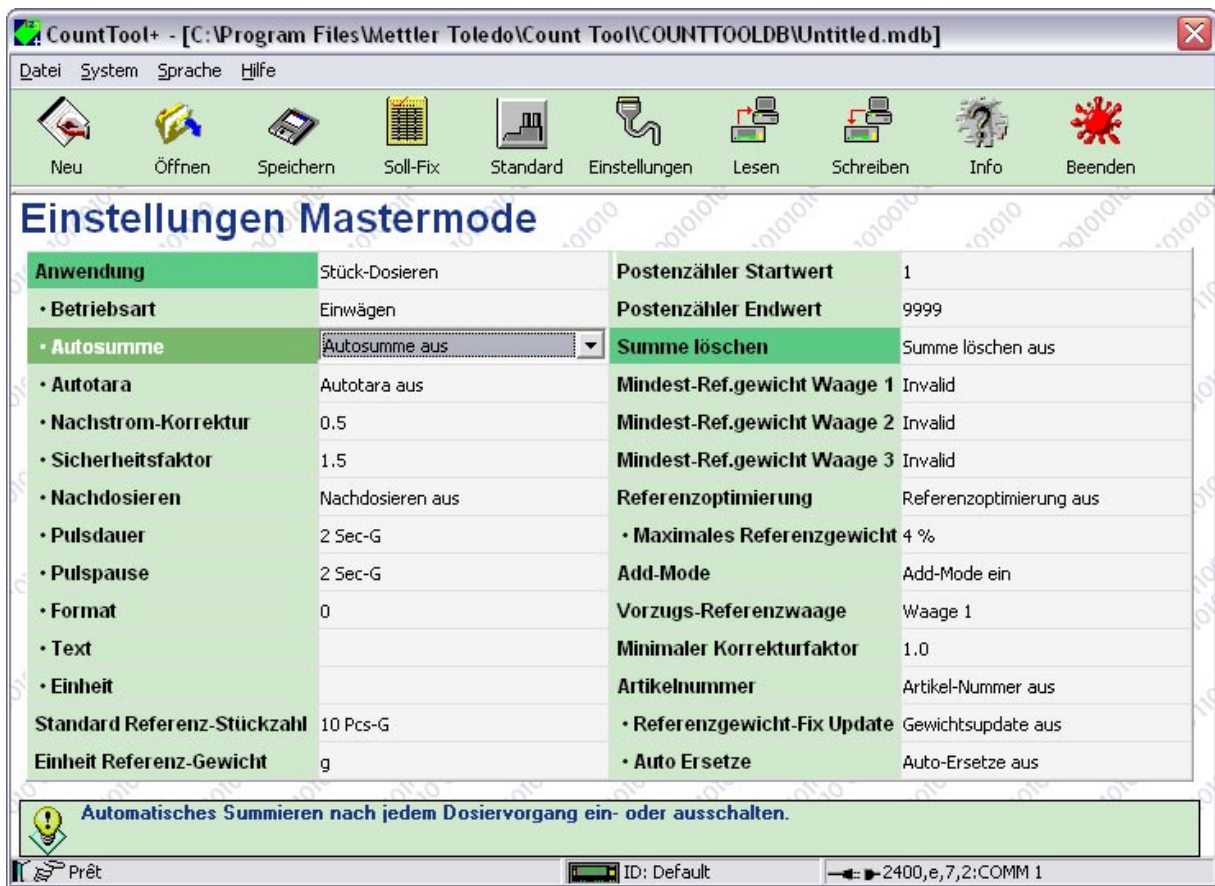 CountTool+ - [C:\Program Files\Mettler Toledo\Count Tool\COUNTTOOLDB\Untitled.mdb]
Datei System Sprache Hilfe
Neu Öffnen Speichern Soll-Fix Standard Einstellungen Lesen Schreiben Info Beenden
Einstellungen Mastermode
Anwendung Stück-Dosieren Postenzähler Startwert 1
• Betriebsart Einwägen Postenzähler Endwert 9999
• Autosumme Autosumme aus Summe löschen Summe löschen aus
• Autotara Autotara aus Mindest-Ref.gewicht Waage 1 Invalid
• Nachstrom-Korrektur 0.5 Mindest-Ref.gewicht Waage 2 Invalid
• Sicherheitsfaktor 1.5 Mindest-Ref.gewicht Waage 3 Invalid
• Nachdosieren Nachdosieren aus Referenzoptimierung Referenzoptimierung aus
• Pulsdauer 2 Sec-G • Maximales Referenzgewicht 4 %
• Pulspause 2 Sec-G Add-Mode Add-Mode ein
• Format 0 Vorzugs-Referenzwaage Waage 1
• Text Minimaler Korrekturfaktor 1.0
• Einheit Artikelnummer Artikel-Nummer aus
Standard Referenz-Stückzahl 10 Pcs-G • Referenzgewicht-Fix Update Gewichtsupdate aus
Einheit Referenz-Gewicht g • Auto Ersetze Auto-Ersetze aus
Automatisches Summieren nach jedem Dosiervorgang ein- oder ausschalten.
Prêt ID: Default 2400,e,7,2:COMM 1